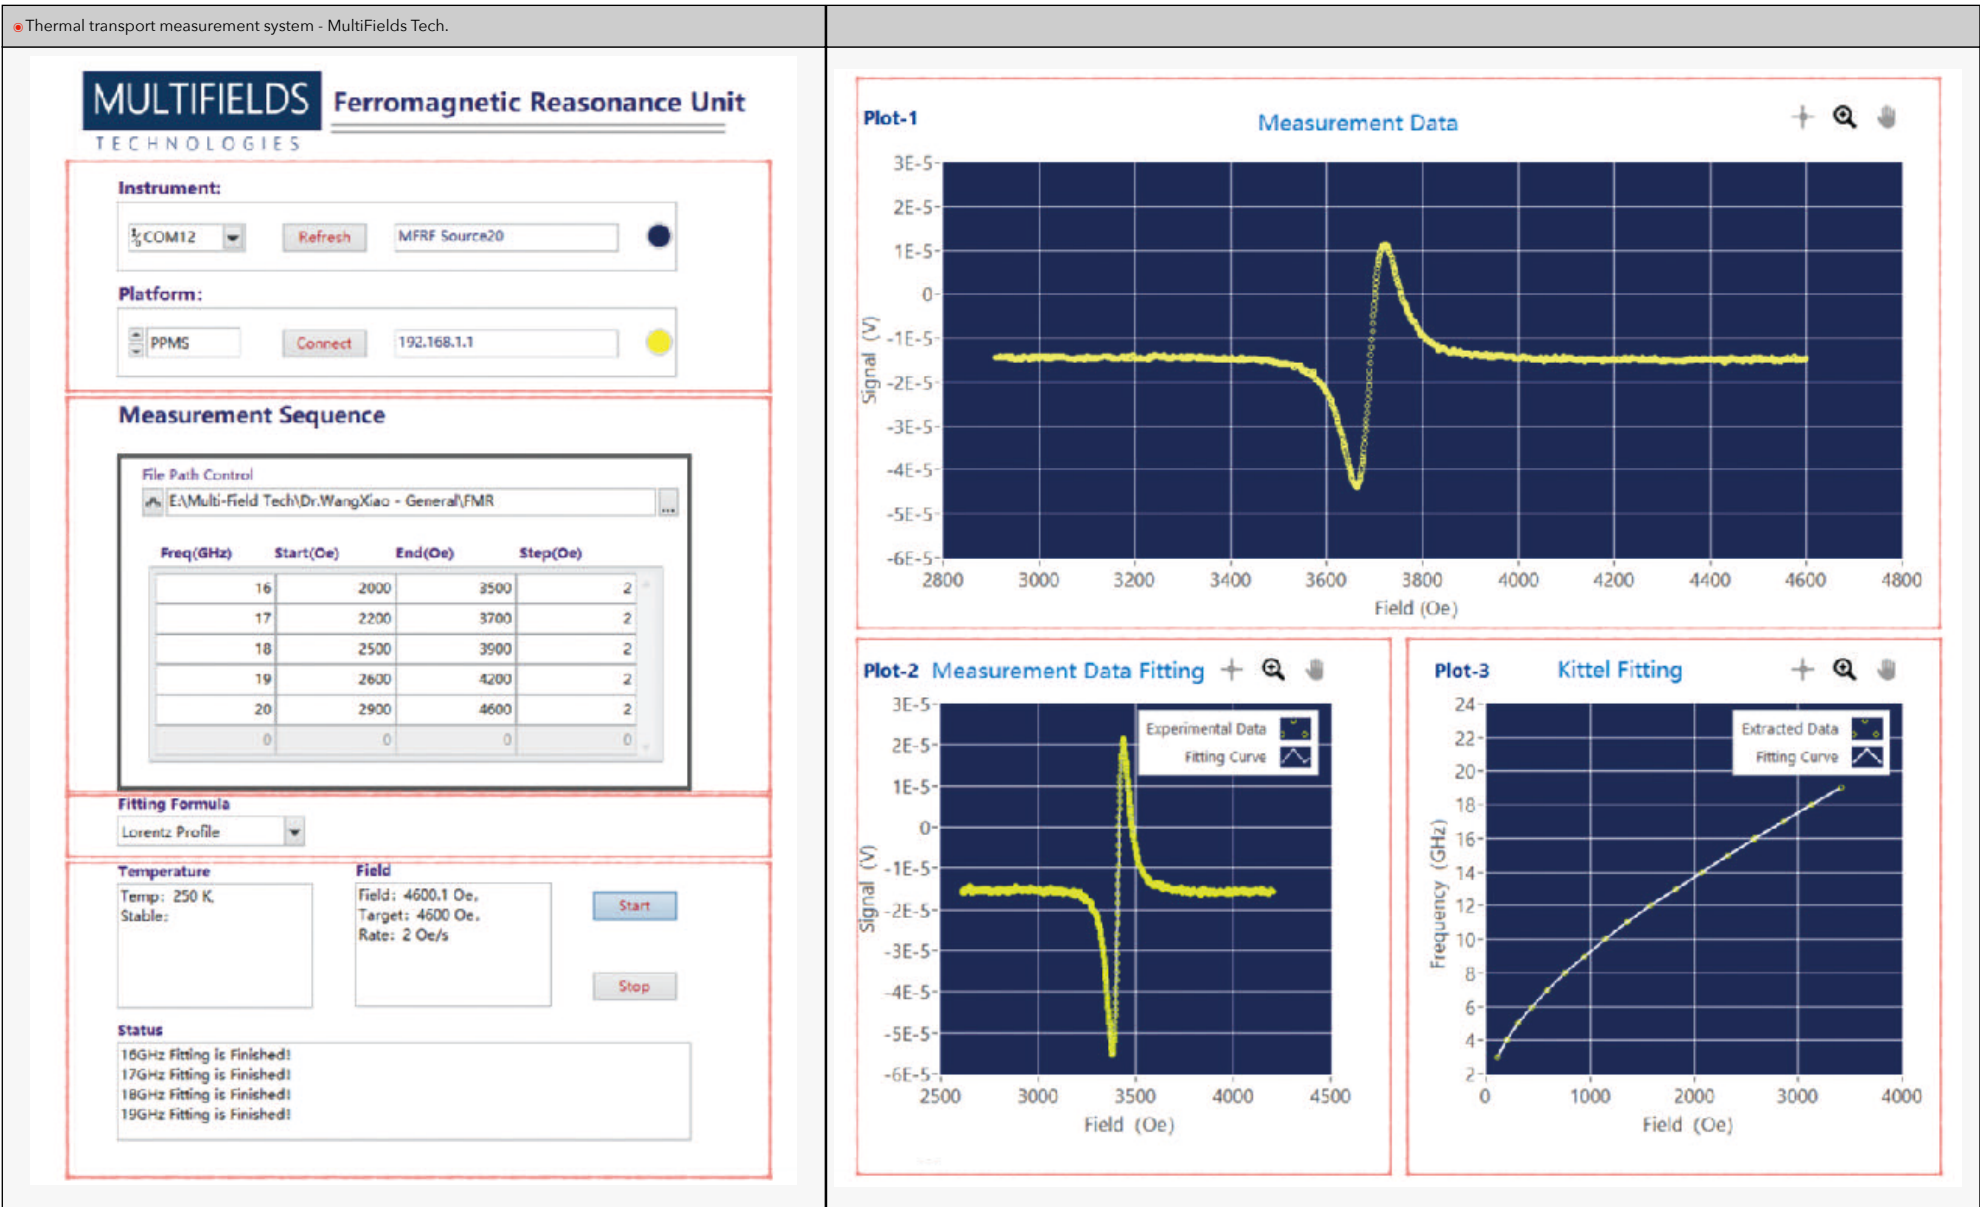 Thermal transport measurement system - MultiFields Tech.
MULTIFIELDS
TECHNOLOGIES
Ferromagnetic Reasonance Unit
Instrument:
COM12
Refresh
MFRF Source20
Platform:
PPMS
Connect
192.168.1.1
Measurement Sequence
File Path Control
E:\Multi-Field Tech\Dr.WangXiao - General\FMR
...
Freq(GHz) Start(Oe) End(Oe) Step(Oe)
16 2000 3500 2
17 2200 3700 2
18 2500 3900 2
19 2600 4200 2
20 2900 4600 2
0 0 0 0
Fitting Formula
Lorentz Profile
Temperature
Temp: 250 K,
Stable;
Field
Field: 4600.1 Oe,
Target: 4600 Oe,
Rate: 2 Oe/s
Start
Stop
Status
16GHz Fitting is Finished!
17GHz Fitting is Finished!
18GHz Fitting is Finished!
19GHz Fitting is Finished!
Plot-1
Measurement Data
3E-5
2E-5
1E-5
0
-1E-5
-2E-5
-3E-5
-4E-5
-5E-5
-6E-5
Signal (V)
2800 3000 3200 3400 3600 3800 4000 4200 4400 4600 4800
Field (Oe)
Plot-2 Measurement Data Fitting
Experimental Data
Fitting Curve
3E-5
2E-5
1E-5
0
-1E-5
-2E-5
-3E-5
-4E-5
-5E-5
-6E-5
Signal (V)
2500 3000 3500 4000 4500
Field (Oe)
Plot-3
Kittel Fitting
Extracted Data
Fitting Curve
24
22
20
18
16
14
12
10
8
6
4
2
Frequency (GHz)
0 1000 2000 3000 4000
Field (Oe)